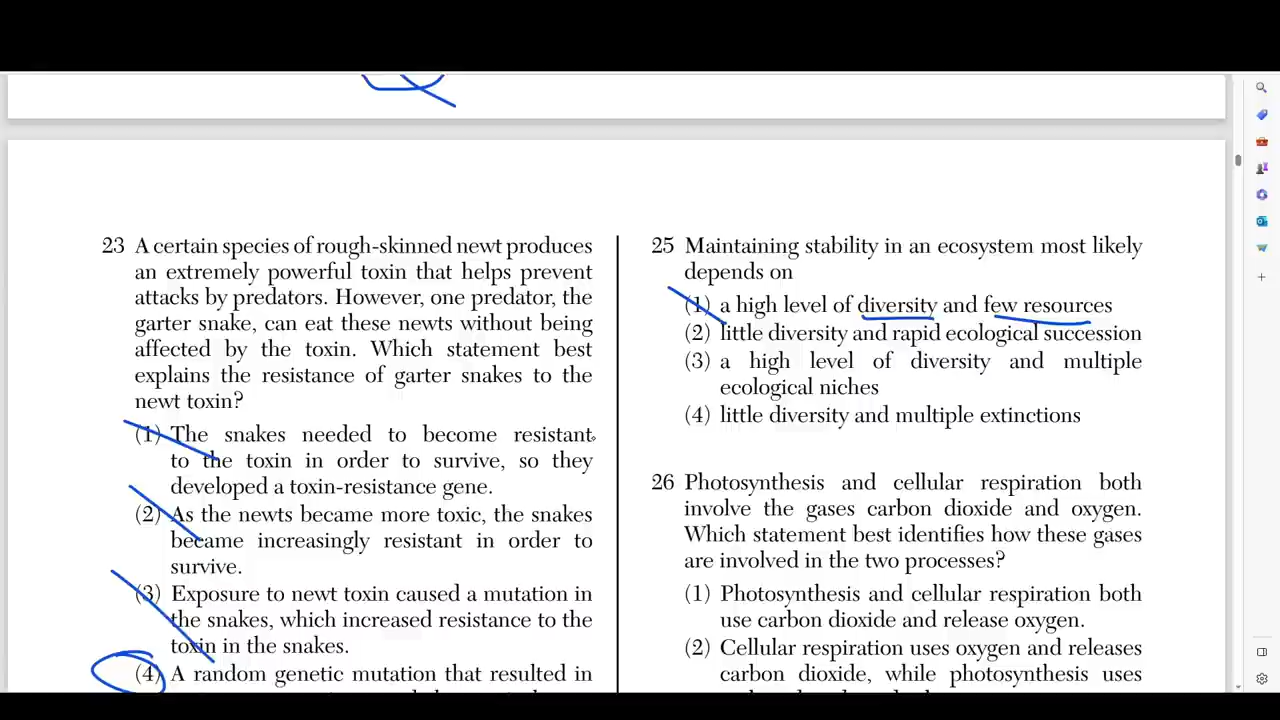 23 A certain species of rough-skinned newt produces
an extremely powerful toxin that helps prevent
attacks by predators. However, one predator, the
garter snake, can eat these newts without being
affected by the toxin. Which statement best
explains the resistance of garter snakes to the
newt toxin?
(1) The snakes needed to become resistant
to the toxin in order to survive, so they
developed a toxin-resistance gene.
(2) As the newts became more toxic, the snakes
became increasingly resistant in order to
survive.
(3) Exposure to newt toxin caused a mutation in
the snakes, which increased resistance to the
toxin in the snakes.
(4) A random genetic mutation that resulted in
25 Maintaining stability in an ecosystem most likely
depends on
(1) a high level of diversity and few resources
(2) little diversity and rapid ecological succession
(3) a high level of diversity and multiple
ecological niches
(4) little diversity and multiple extinctions
26 Photosynthesis and cellular respiration both
involve the gases carbon dioxide and oxygen.
Which statement best identifies how these gases
are involved in the two processes?
(1) Photosynthesis and cellular respiration both
use carbon dioxide and release oxygen.
(2) Cellular respiration uses oxygen and releases
carbon dioxide, while photosynthesis uses